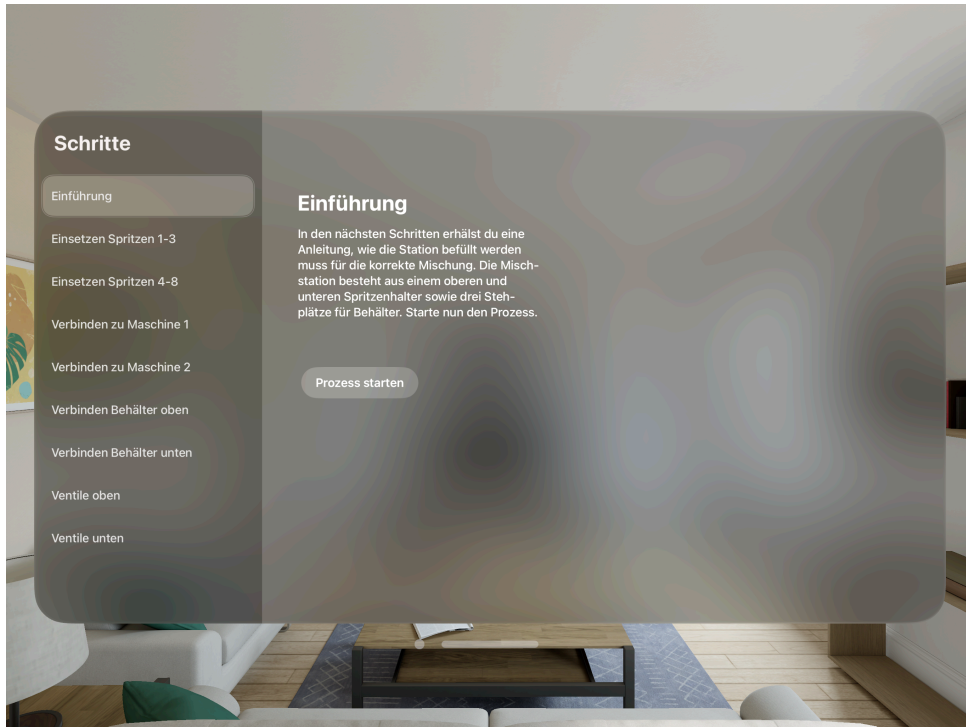 Schritte
Einführung
Einsetzen Spritzen 1-3
Einsetzen Spritzen 4-8
Verbinden zu Maschine 1
Verbinden zu Maschine 2
Verbinden Behälter oben
Verbinden Behälter unten
Ventile oben
Ventile unten
Einführung
In den nächsten Schritten erhälst du eine
Anleitung, wie die Station befüllt werden
muss für die korrekte Mischung. Die Misch-
station besteht aus einem oberen und
unteren Spritzenhalter sowie drei Steh-
plätze für Behälter. Starte nun den Prozess.
Prozess starten